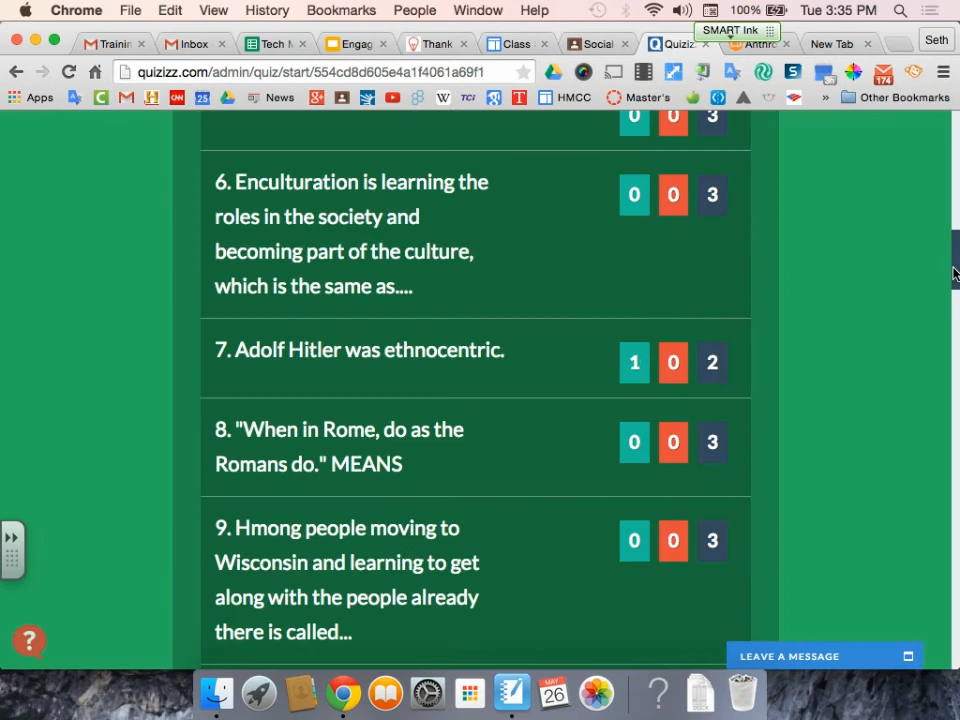 Chrome File Edit View History Bookmarks People Window Help 100% Tue 3:35 PM
SMART Ink
Trainin Inbox Tech M Engag Thank Class Social Quiziz Anthro New Tab Seth
quizizz.com/admin/quiz/start/554cd8d605e4a1f4061a69f1 174
Apps 25 News W TCI T HMCC Master's » Other Bookmarks
0 0 3
6. Enculturation is learning the
roles in the society and
becoming part of the culture,
which is the same as....
0 0 3
7. Adolf Hitler was ethnocentric.
1 0 2
8. "When in Rome, do as the
Romans do." MEANS
0 0 3
9. Hmong people moving to
Wisconsin and learning to get
along with the people already
there is called...
0 0 3
?
LEAVE A MESSAGE
MAY
26